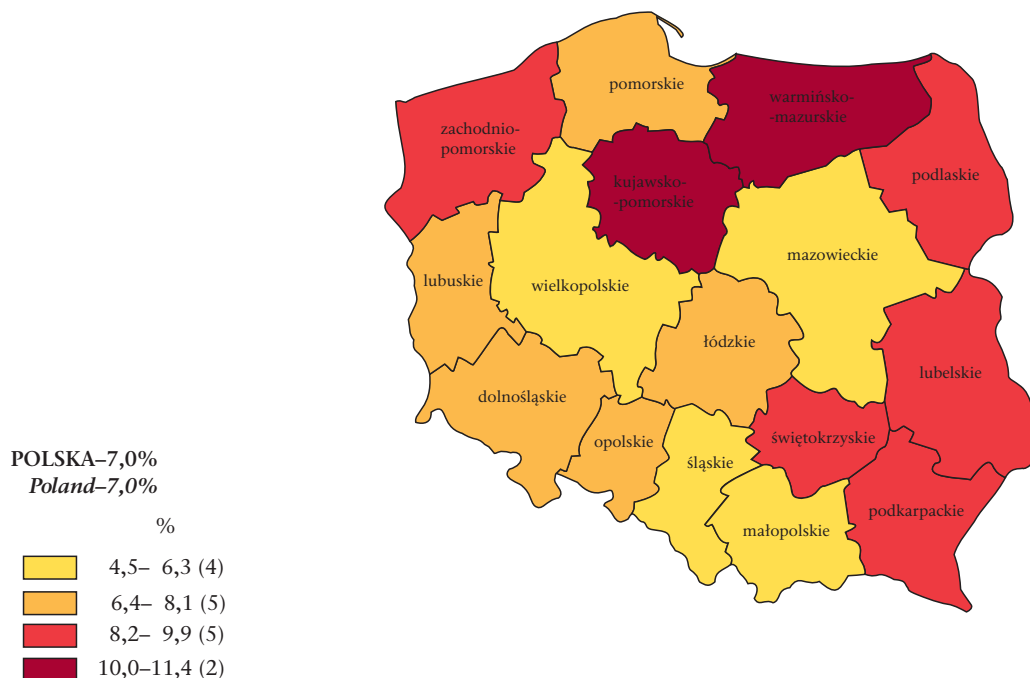 pomorskie
warmińsko-
-mazurskie
zachodnio-
pomorskie
podlaskie
kujawsko-
-pomorskie
mazowieckie
lubuskie
wielkopolskie
łódzkie
lubelskie
dolnośląskie
opolskie
świętokrzyskie
śląskie
podkarpackie
małopolskie
POLSKA–7,0%
Poland–7,0%
%
4,5– 6,3 (4)
6,4– 8,1 (5)
8,2– 9,9 (5)
10,0–11,4 (2)